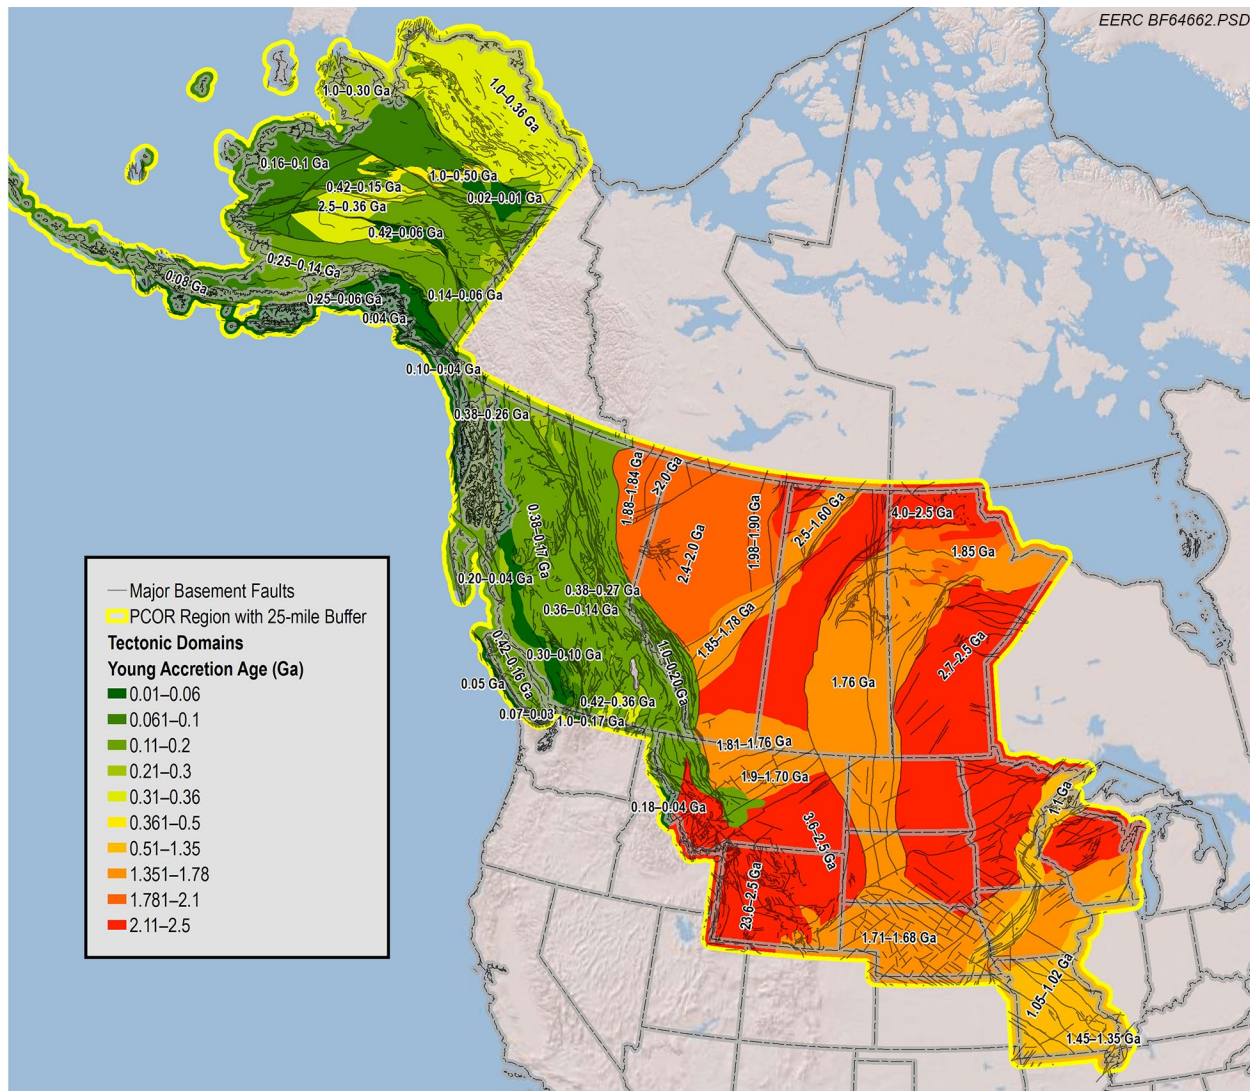 EERC BF64662.PSD
1.0–0.30 Ga
1.0–0.36 Ga
0.16–0.1 Ga
1.0–0.50 Ga
0.42–0.15 Ga
0.02–0.01 Ga
2.5–0.36 Ga
0.42–0.06 Ga
0.25–0.14 Ga
0.08 Ga
0.25–0.06 Ga
0.14–0.06 Ga
0.04 Ga
0.10–0.04 Ga
0.38–0.26 Ga
1.88–1.84 Ga
>2.0 Ga
2.4–2.0 Ga
1.98–1.90 Ga
2.5–1.60 Ga
4.0–2.5 Ga
1.85 Ga
0.38–0.17 Ga
0.20–0.04 Ga
0.38–0.27 Ga
0.36–0.14 Ga
1.85–1.78 Ga
2.7–2.5 Ga
0.42–0.16 Ga
0.30–0.10 Ga
1.0–0.20 Ga
1.76 Ga
0.05 Ga
0.42–0.36 Ga
0.07–0.03
1.0–0.17 Ga
1.81–1.76 Ga
1.9–1.70 Ga
0.18–0.04 Ga
3.6–2.5 Ga
1.1 Ga
23.6–2.5 Ga
1.71–1.68 Ga
1.05–1.02 Ga
1.45–1.35 Ga
Major Basement Faults
PCOR Region with 25-mile Buffer
Tectonic Domains
Young Accretion Age (Ga)
0.01–0.06
0.061–0.1
0.11–0.2
0.21–0.3
0.31–0.36
0.361–0.5
0.51–1.35
1.351–1.78
1.781–2.1
2.11–2.5